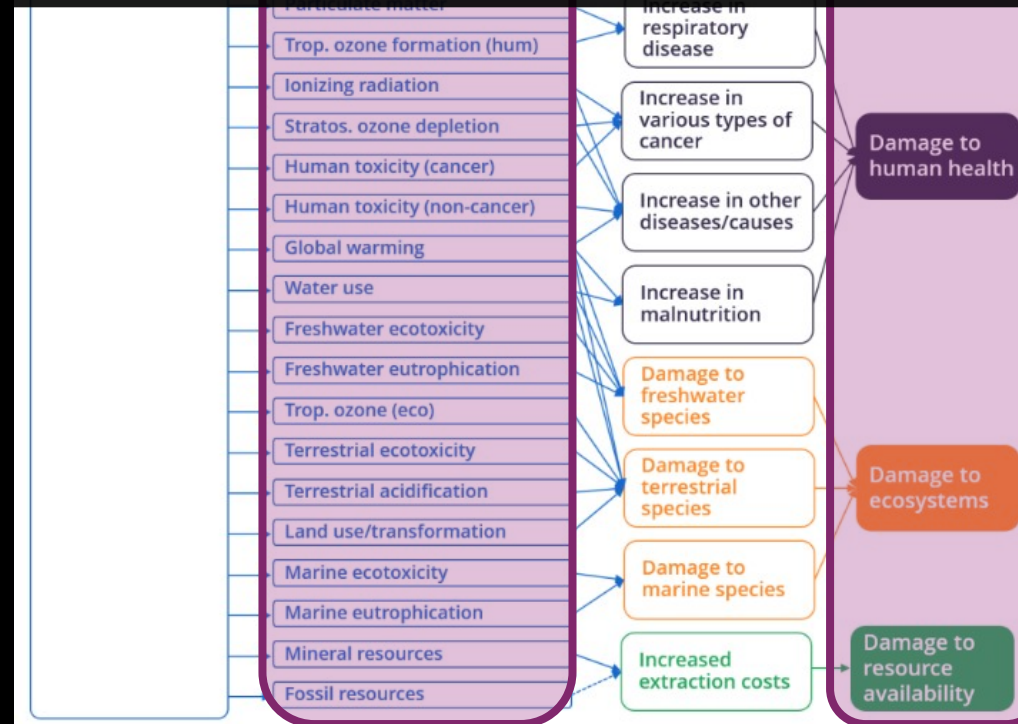 Particulate matter
Trop. ozone formation (hum)
Ionizing radiation
Stratos. ozone depletion
Human toxicity (cancer)
Human toxicity (non-cancer)
Global warming
Water use
Freshwater ecotoxicity
Freshwater eutrophication
Trop. ozone (eco)
Terrestrial ecotoxicity
Terrestrial acidification
Land use/transformation
Marine ecotoxicity
Marine eutrophication
Mineral resources
Fossil resources
Increase in
respiratory
disease
Increase in
various types of
cancer
Increase in other
diseases/causes
Increase in
malnutrition
Damage to
freshwater
species
Damage to
terrestrial
species
Damage to
marine species
Increased
extraction costs
Damage to
human health
Damage to
ecosystems
Damage to
resource
availability